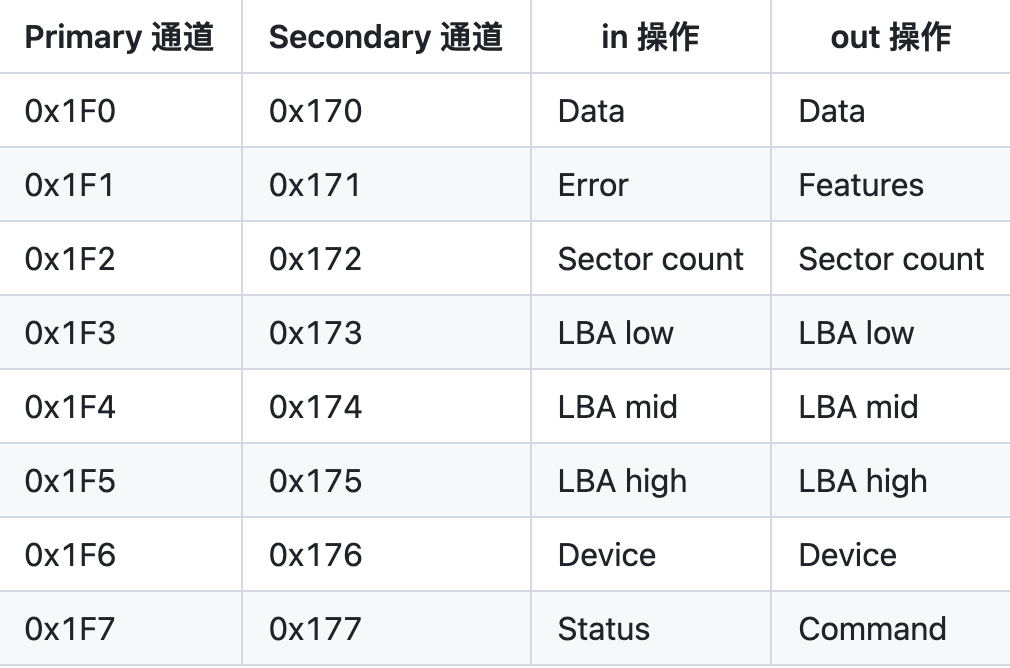 Primary 通道 Secondary 通道 in 操作 out 操作
0x1F0 0x170 Data Data
0x1F1 0x171 Error Features
0x1F2 0x172 Sector count Sector count
0x1F3 0x173 LBA low LBA low
0x1F4 0x174 LBA mid LBA mid
0x1F5 0x175 LBA high LBA high
0x1F6 0x176 Device Device
0x1F7 0x177 Status Command